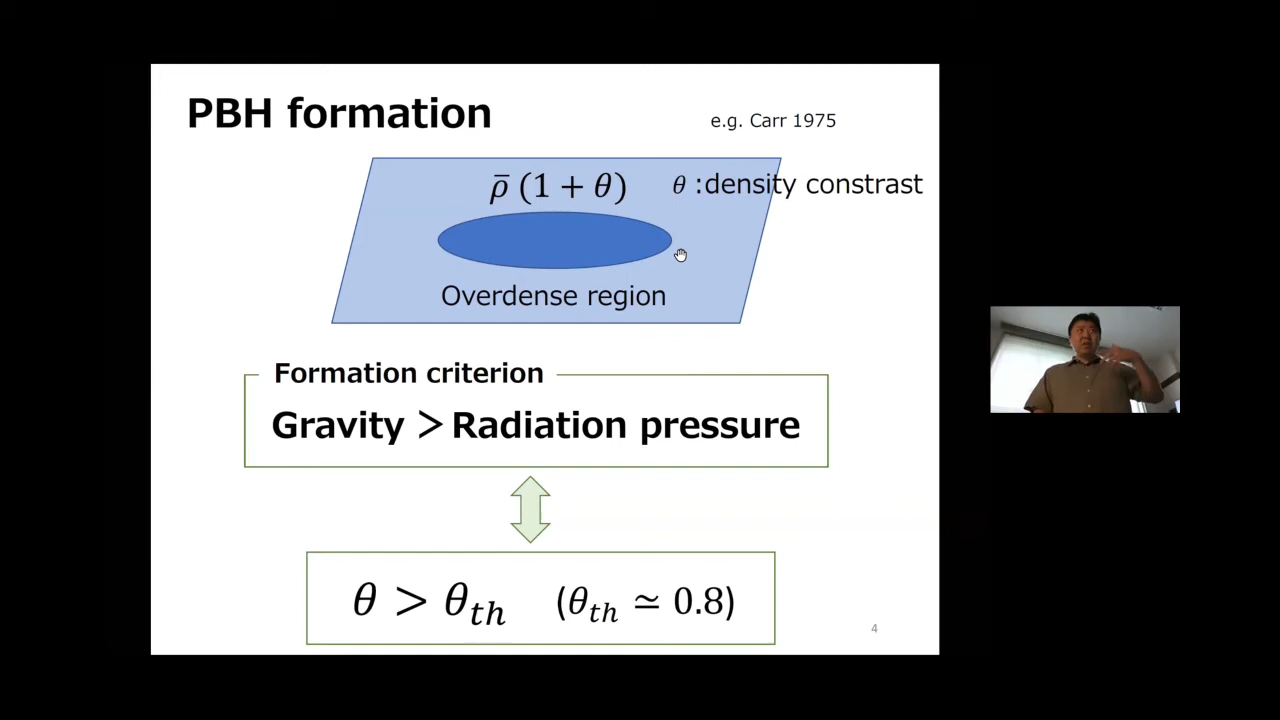 PBH formation
e.g. Carr 1975
ρ̄ (1 + θ)
θ :density constrast
Overdense region
Formation criterion
Gravity > Radiation pressure
θ > θ_th (θ_th ≃ 0.8)
4